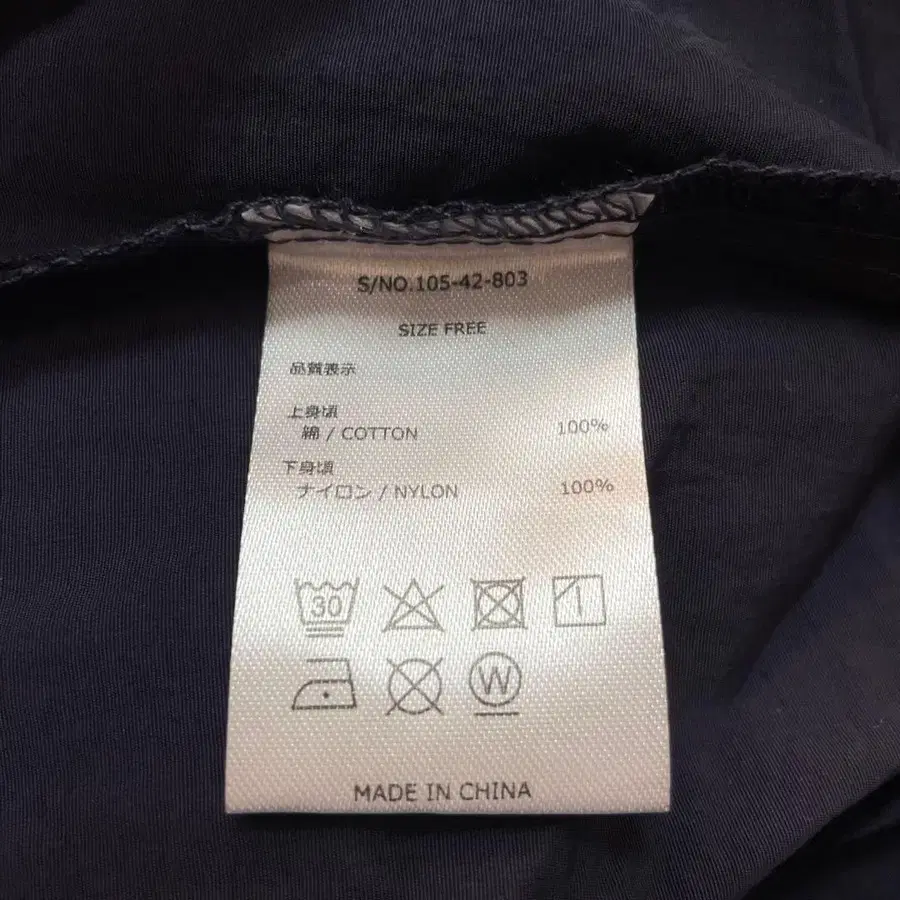 S/NO.105-42-803
SIZE FREE
品質表示
上身頃
綿 / COTTON 100%
下身頃
ナイロン / NYLON 100%
30
W
MADE IN CHINA